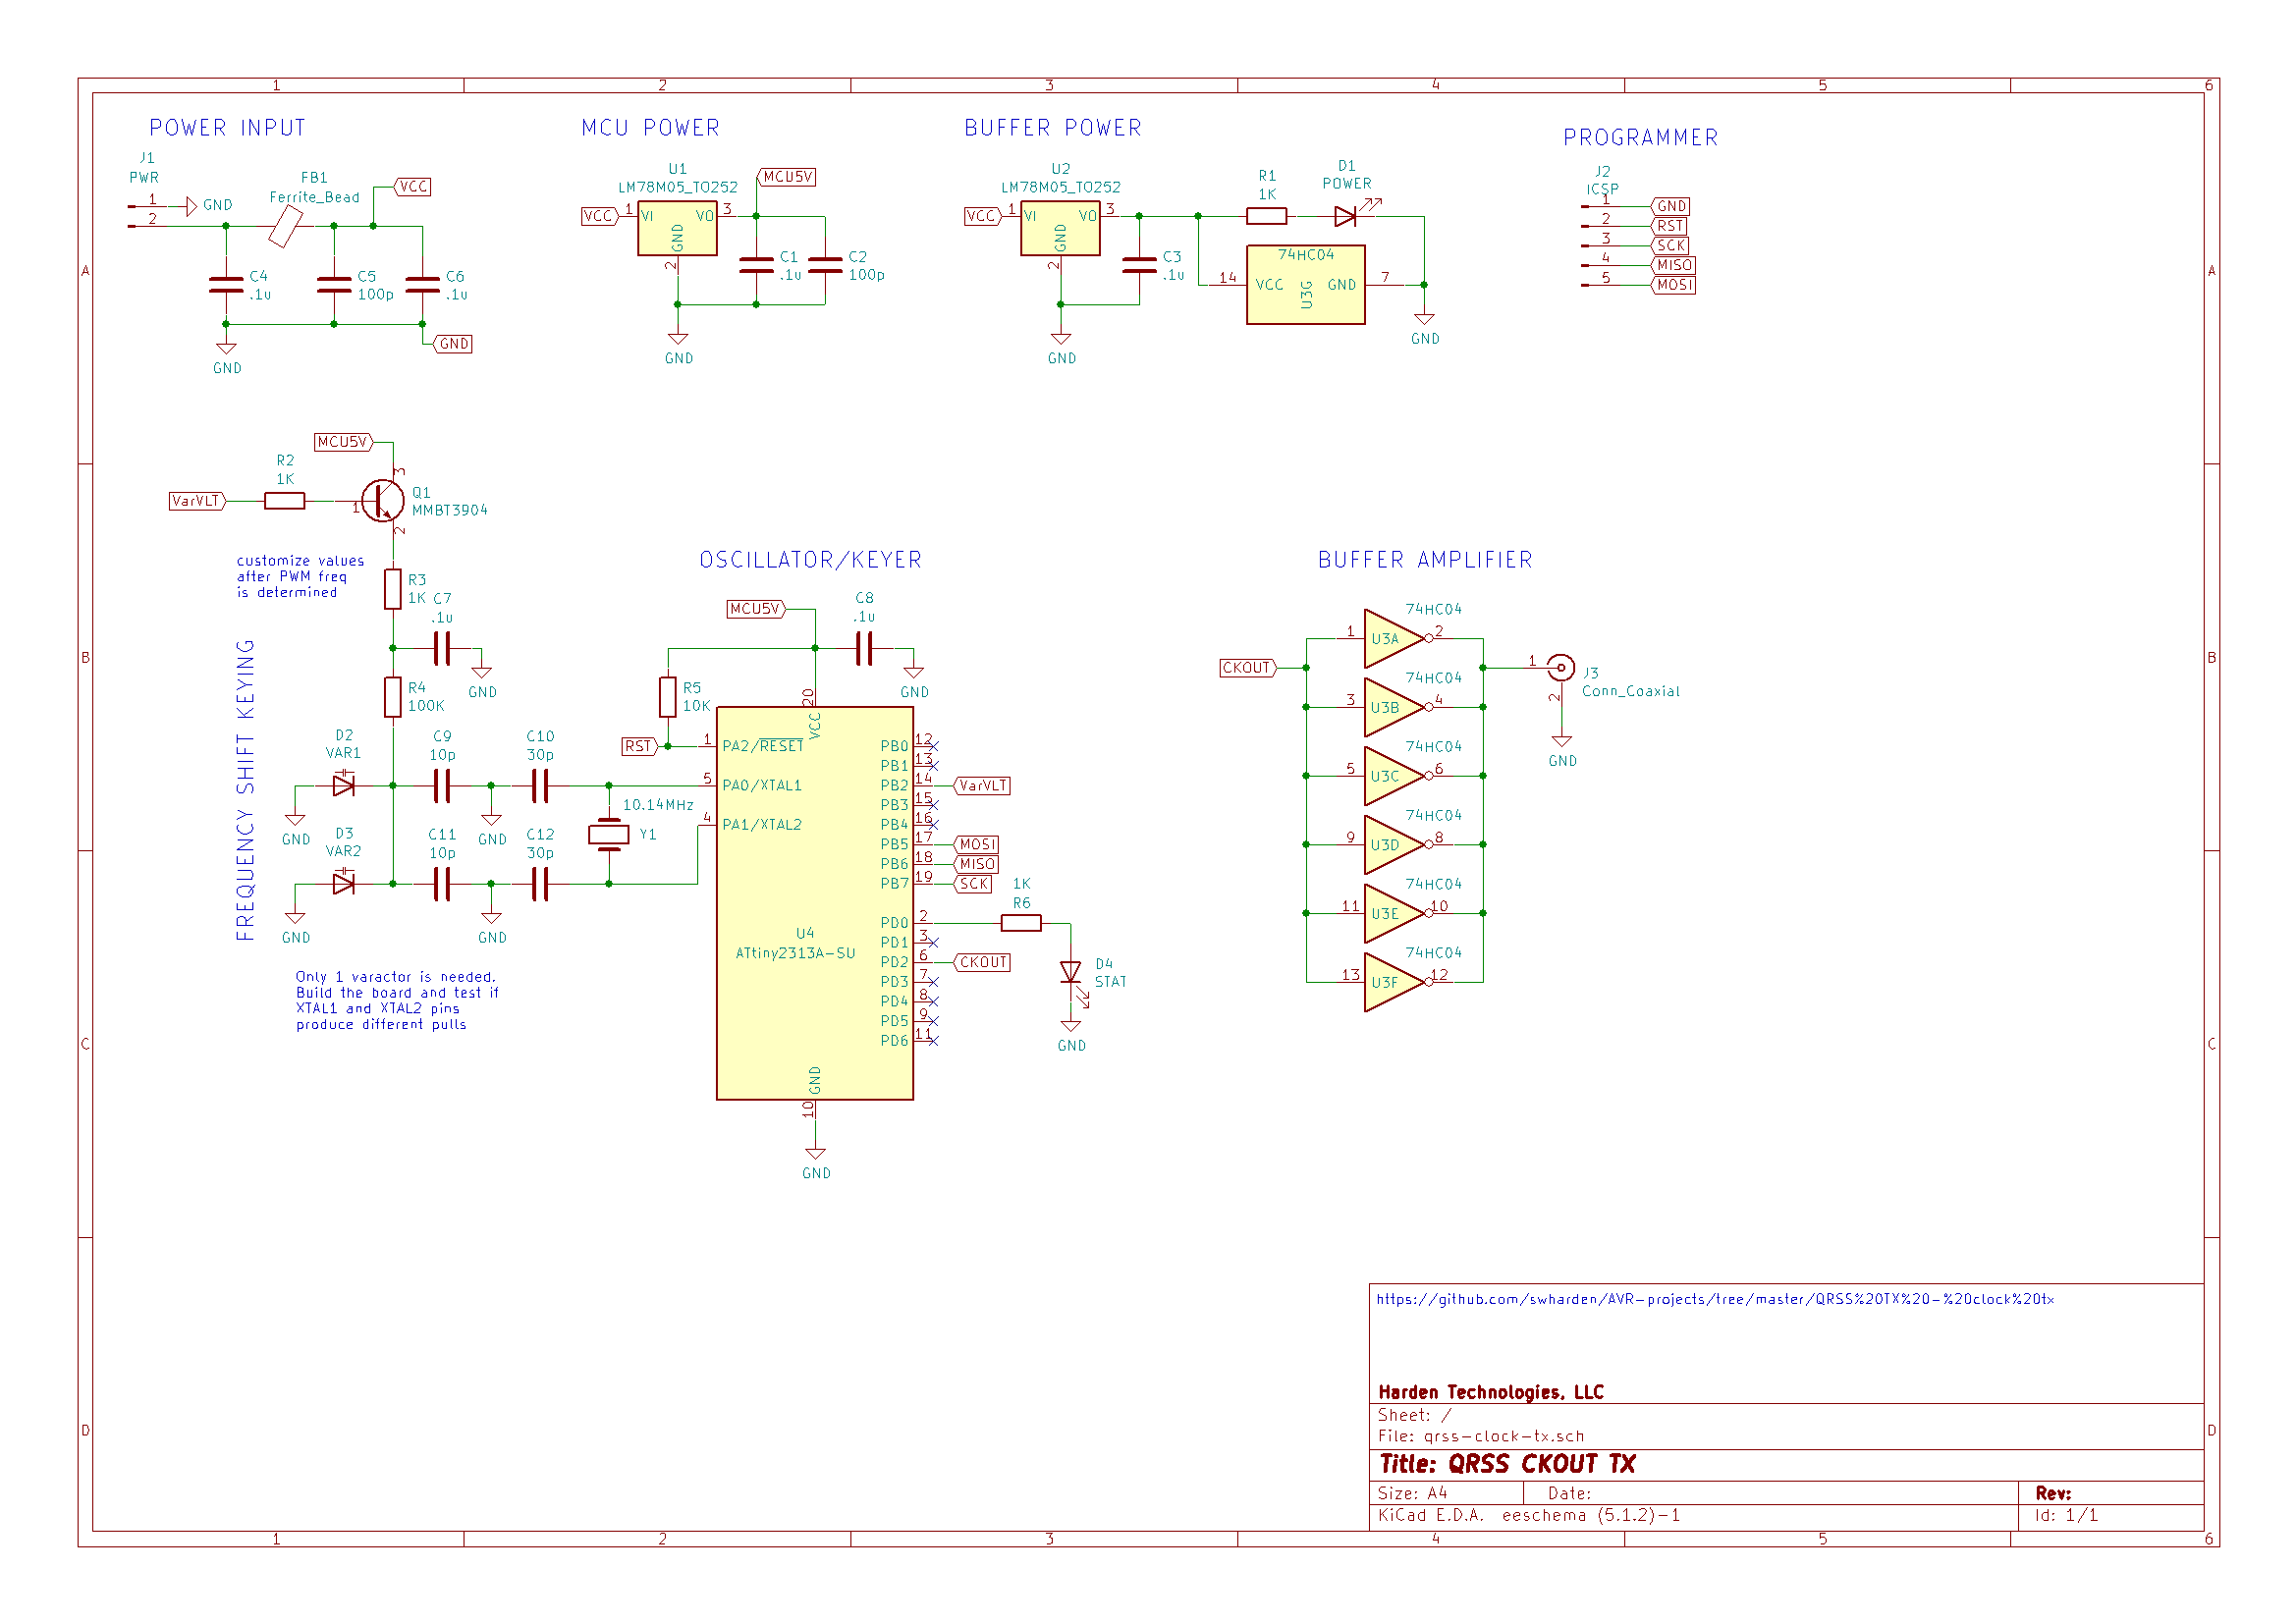 1 2 3 4 5 6
A
B
C
D
A
B
C
D
1 2 3 4 5 6
POWER INPUT
J1
PWR
1
2
GND
FB1
Ferrite_Bead
VCC
C4
.1u
C5
100p
C6
.1u
GND
GND
MCU POWER
U1
LM78M05_TO252
VCC
1 VI
VO 3
GND
2
MCU5V
C1
.1u
C2
100p
GND
BUFFER POWER
U2
LM78M05_TO252
VCC
1 VI
VO 3
GND
2
C3
.1u
GND
R1
1K
D1
POWER
74HC04
14 VCC
GND 7
U3G
GND
PROGRAMMER
J2
ICSP
1 GND
2 RST
3 SCK
4 MISO
5 MOSI
MCU5V
R2
1K
VarVLT
1
3
2
Q1
MMBT3904
customize values
after PWM freq
is determined
R3
1K
C7
.1u
GND
R4
100K
FREQUENCY SHIFT KEYING
D2
VAR1
GND
C9
10p
C10
30p
GND
D3
VAR2
GND
C11
10p
C12
30p
GND
10.14MHz
Y1
Only 1 varactor is needed.
Build the board and test if
XTAL1 and XTAL2 pins
produce different pulls
OSCILLATOR/KEYER
MCU5V
C8
.1u
GND
R5
10K
RST
20
VCC
1 PA2/RESET
5 PA0/XTAL1
4 PA1/XTAL2
PB0 12
PB1 13
PB2 14 VarVLT
PB3 15
PB4 16
PB5 17 MOSI
PB6 18 MISO
PB7 19 SCK
PD0 2
PD1 3
PD2 6 CKOUT
PD3 7
PD4 8
PD5 9
PD6 11
U4
ATtiny2313A-SU
GND
10
GND
1K
R6
D4
STAT
GND
BUFFER AMPLIFIER
CKOUT
74HC04
1 U3A 2
74HC04
3 U3B 4
74HC04
5 U3C 6
74HC04
9 U3D 8
74HC04
11 U3E 10
74HC04
13 U3F 12
1
2
J3
Conn_Coaxial
GND
https://github.com/swharden/AVR-projects/tree/master/QRSS%20TX%20-%20clock%20tx
Harden Technologies, LLC
Sheet: /
File: qrss-clock-tx.sch
Title: QRSS CKOUT TX
Size: A4 Date: Rev:
KiCad E.D.A. eeschema (5.1.2)-1 Id: 1/1